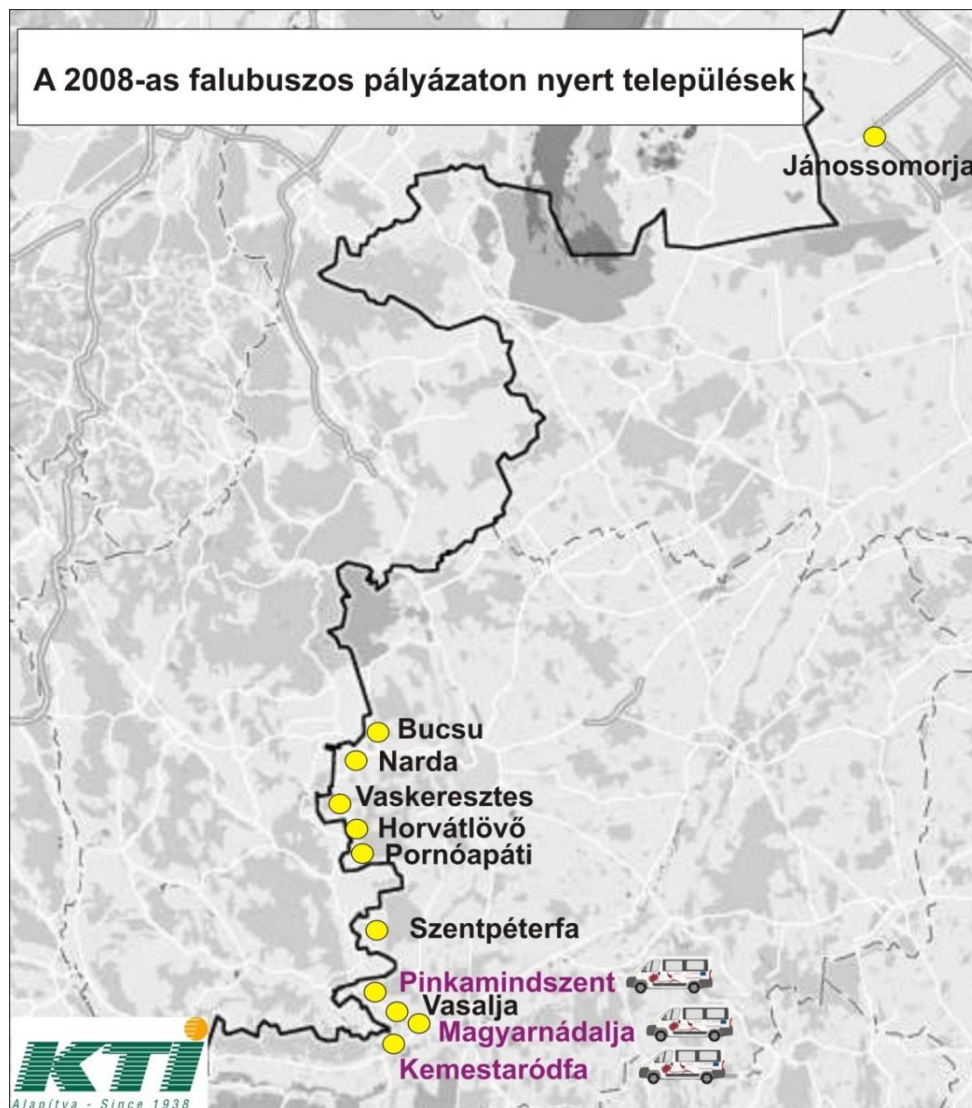 A 2008-as falubuszos pályázaton nyert települések
Jánossomorja
Bucsu
Narda
Vaskeresztes
Horvátlövő
Pornóapáti
Szentpéterfa
Pinkamindszent
Vasalja
Magyarnádalja
Kemestaródfa
KTI
Alapítva - Since 1938